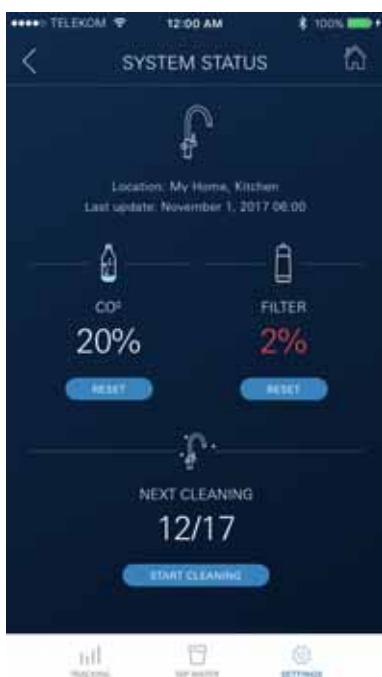 TELEKOM 12:00 AM 100%
SYSTEM STATUS
Location: My Home, Kitchen
Last update: November 1, 2017 06:00
CO² FILTER
20% 2%
RESET RESET
NEXT CLEANING
12/17
START CLEANING
TRACKING TAP WATER SETTINGS